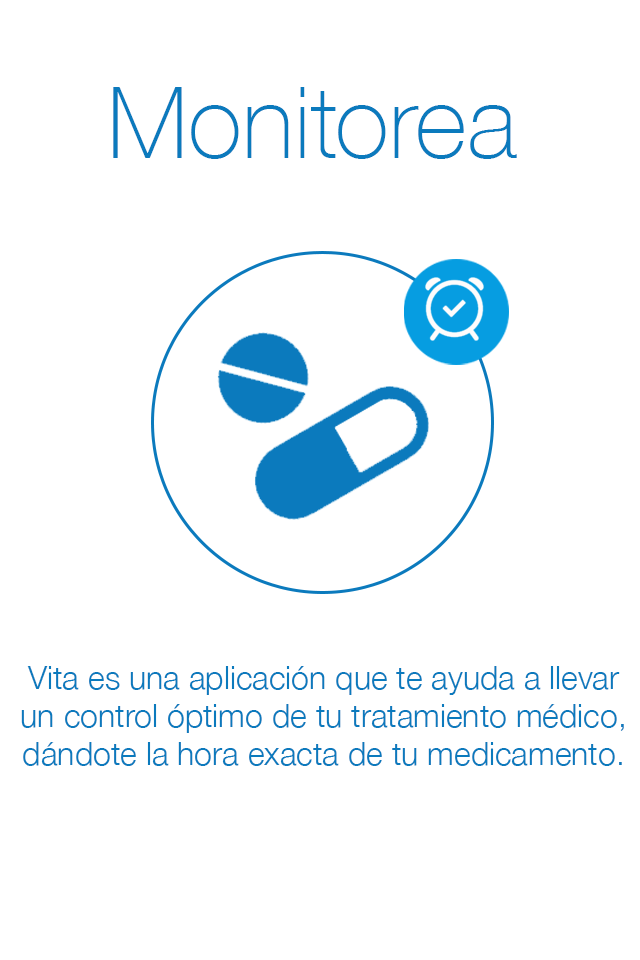 Monitorea
Vita es una aplicación que te ayuda a llevar
un control óptimo de tu tratamiento médico,
dándote la hora exacta de tu medicamento.